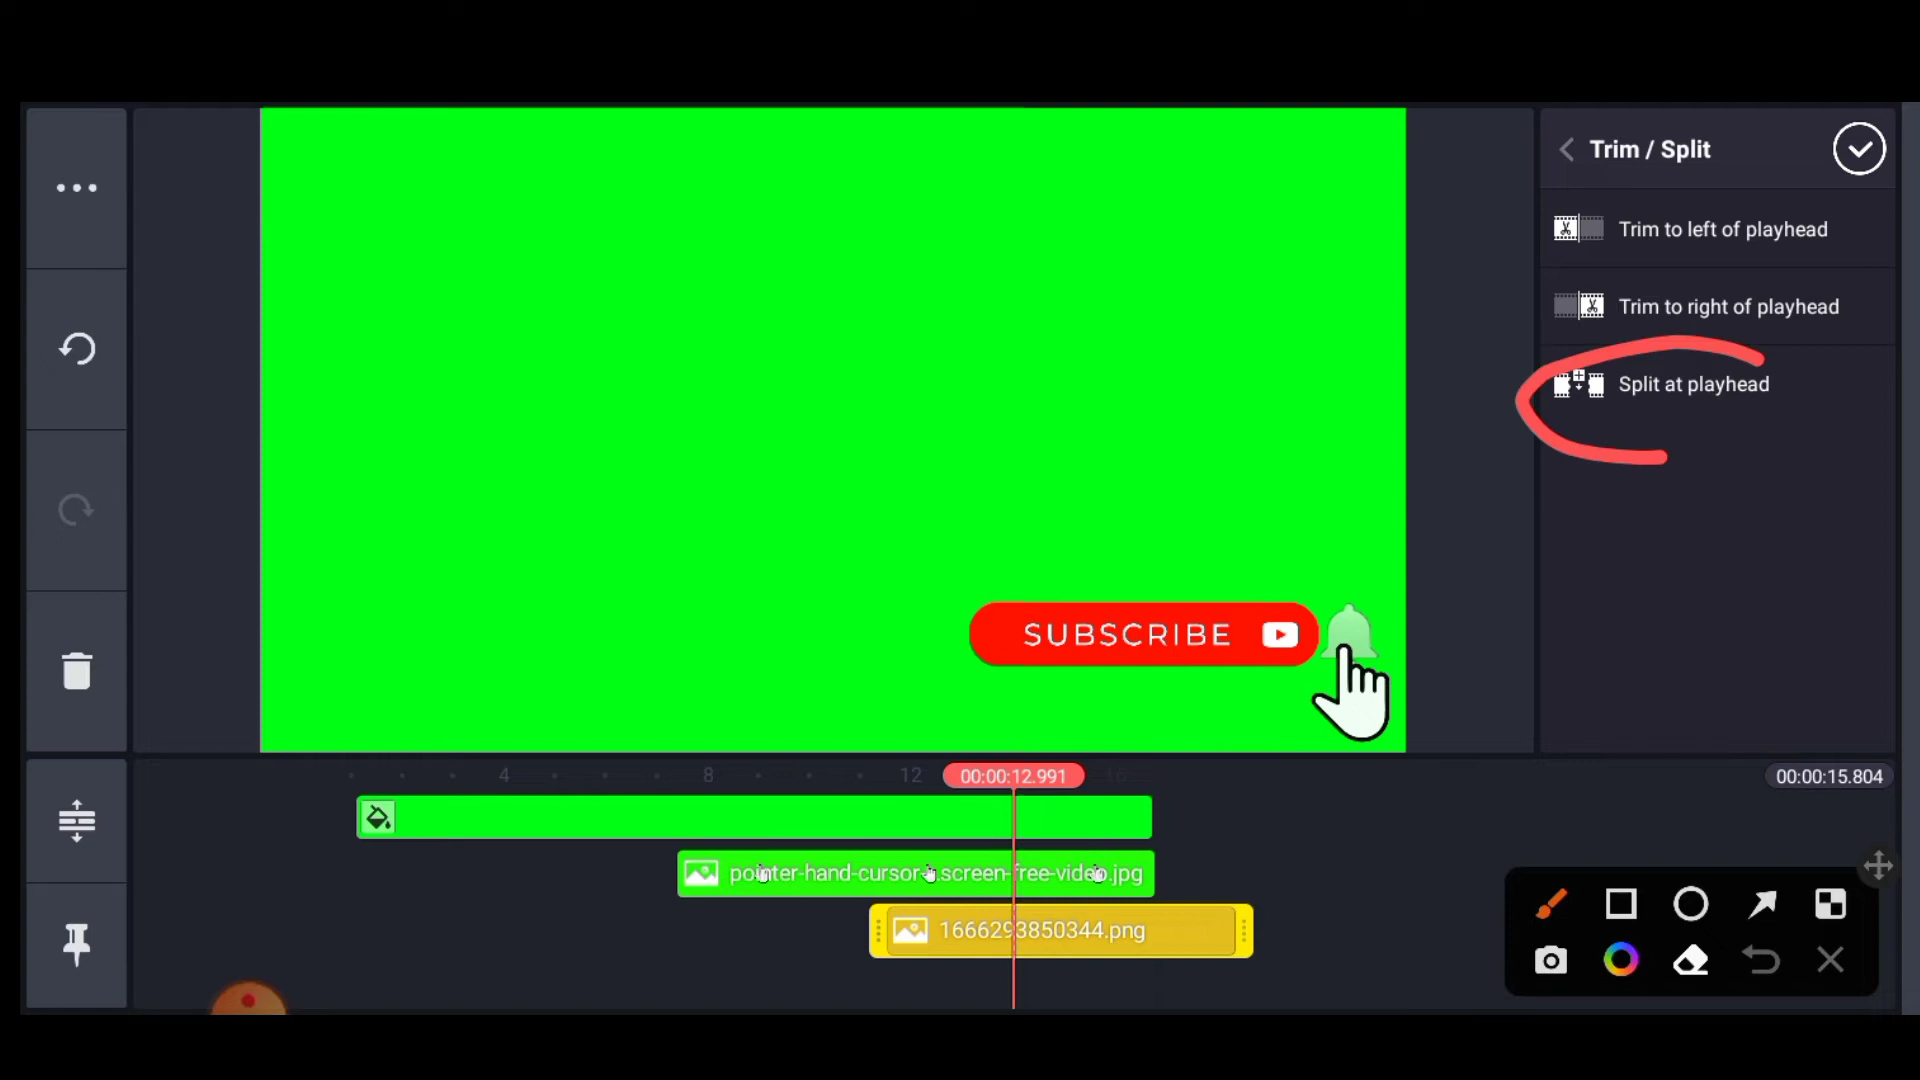 Trim / Split
Trim to left of playhead
Trim to right of playhead
Split at playhead
SUBSCRIBE
4
8
12
00:00:12.991
16
00:00:15.804
pointer-hand-cursor-
.screen-free-video.jpg
1666293850344.png